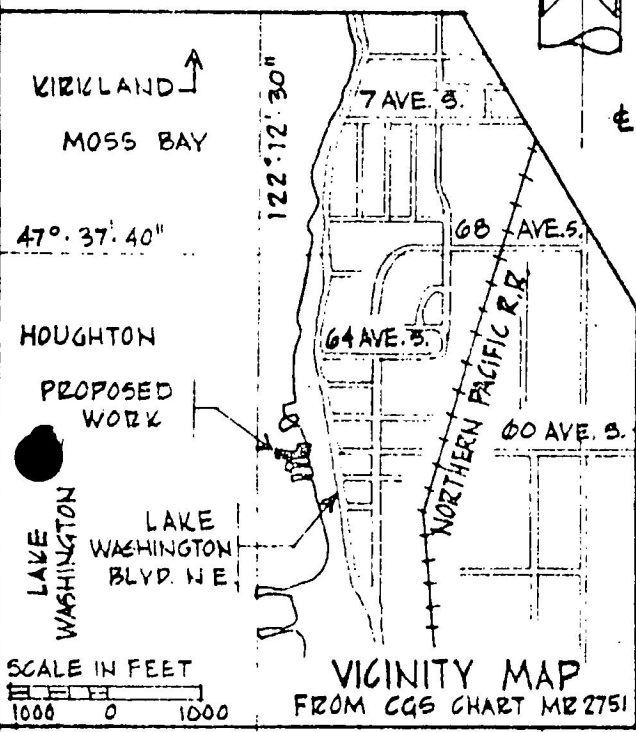 KIRKLAND
MOSS BAY
122° 12' 30"
7 AVE. S.
℄
47° 37' 40"
68 AVE. S.
HOUGHTON
64 AVE. S.
NORTHERN PACIFIC R.R.
PROPOSED
WORK
60 AVE. S.
LAKE
WASHINGTON
LAKE
WASHINGTON
BLVD. N E.
SCALE IN FEET
1000 0 1000
VICINITY MAP
FROM CGS CHART MR 2751